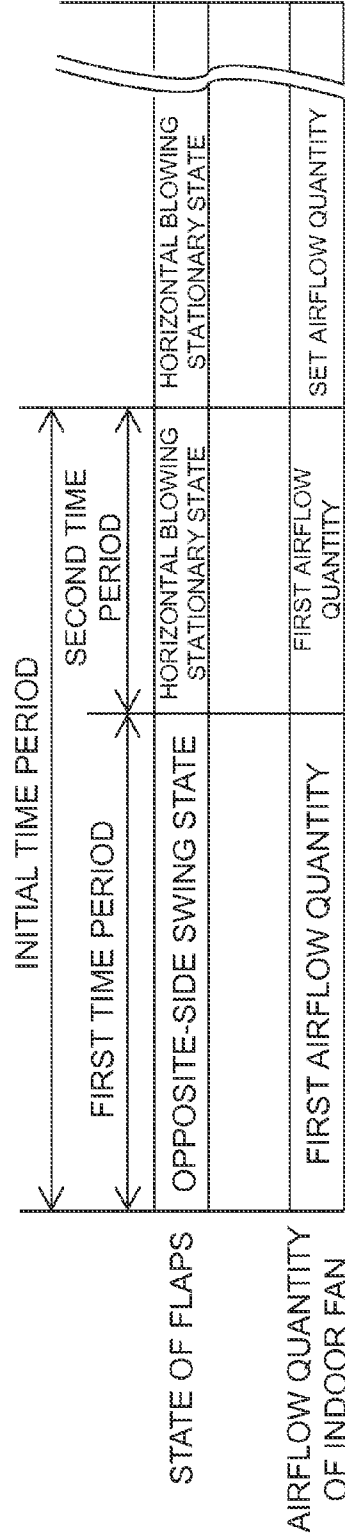 INITIAL TIME PERIOD
FIRST TIME PERIOD
SECOND TIME
PERIOD
STATE OF FLAPS
OPPOSITE-SIDE SWING STATE
HORIZONTAL BLOWING
STATIONARY STATE
HORIZONTAL BLOWING
STATIONARY STATE
AIRFLOW QUANTITY
OF INDOOR FAN
FIRST AIRFLOW QUANTITY
FIRST AIRFLOW
QUANTITY
SET AIRFLOW QUANTITY